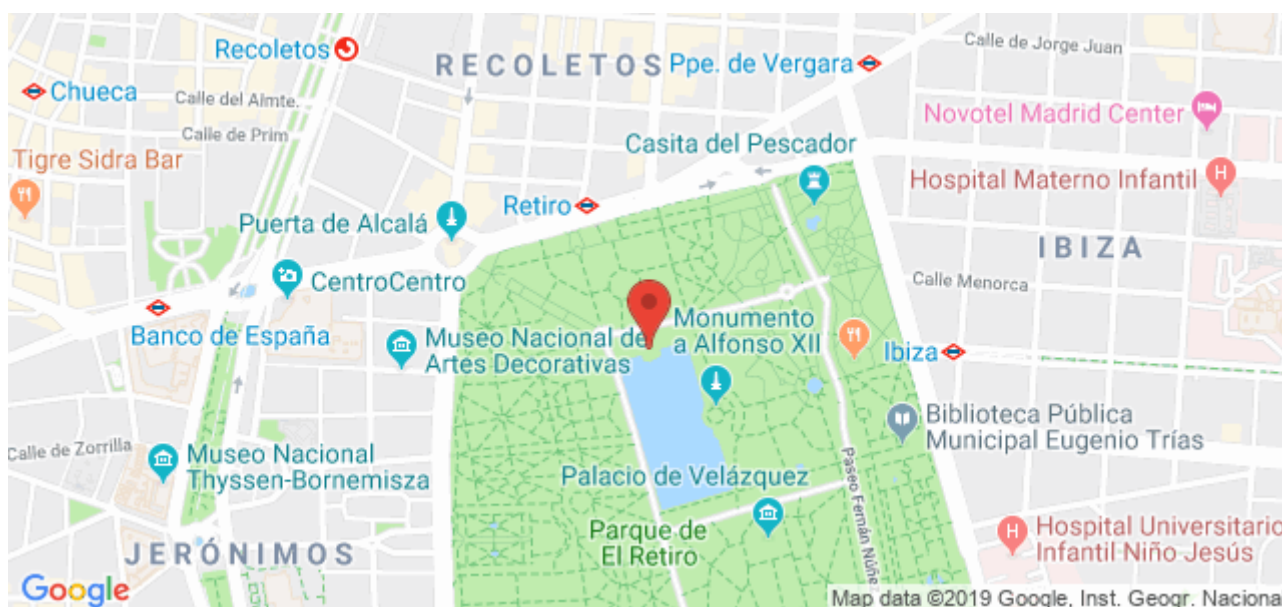 Calle de Jorge Juan
Recoletos
RECOLETOS
Ppe. de Vergara
Chueca
Calle del Almte.
Novotel Madrid Center
Calle de Prim
Casita del Pescador
Tigre Sidra Bar
Hospital Materno Infantil
H
Retiro
Puerta de Alcalá
IBIZA
CentroCentro
Calle Menorca
Banco de España
Monumento
a Alfonso XII
Museo Nacional de
Artes Decorativas
Ibiza
Biblioteca Pública
Municipal Eugenio Trías
Calle de Zorrilla
Museo Nacional
Thyssen-Bornemisza
Palacio de Velázquez
Paseo Fernán Núñez
Parque de
El Retiro
H
Hospital Universitario
Infantil Niño Jesús
JERÓNIMOS
Google
Map data ©2019 Google, Inst. Geogr. Naciona